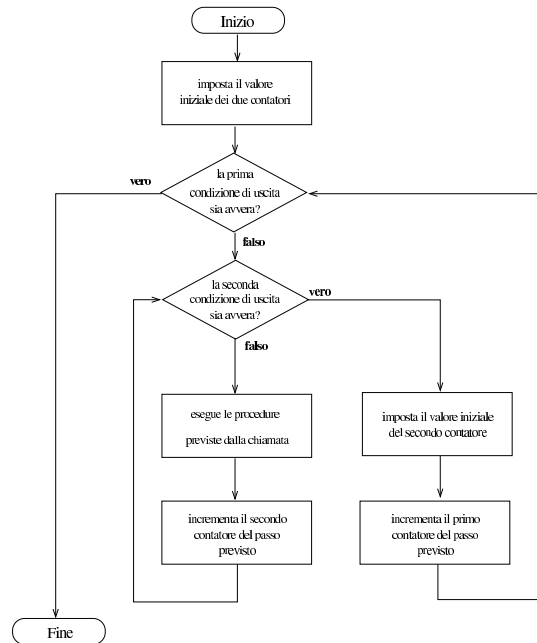 Inizio
imposta il valore
iniziale dei due contatori
vero
la prima
condizione di uscita
sia avvera?
falso
la seconda
condizione di uscita
sia avvera?
vero
falso
esegue le procedure
previste dalla chiamata
imposta il valore iniziale
del secondo contatore
incrementa il secondo
contatore del passo
previsto
incrementa il primo
contatore del passo
previsto
Fine